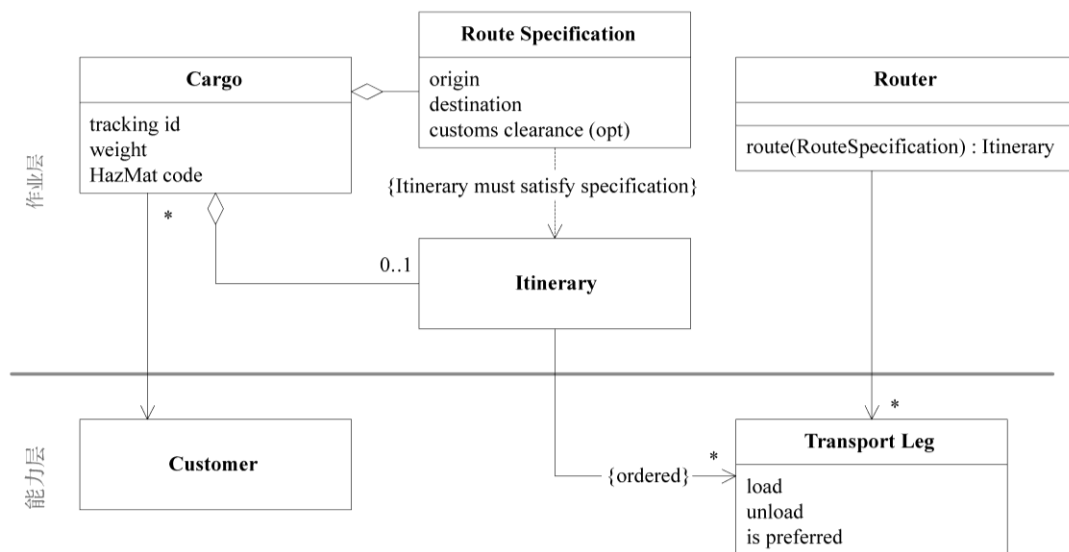 Route Specification
origin
destination
customs clearance (opt)
Cargo
tracking id
weight
HazMat code
Router
route(RouteSpecification) : Itinerary
作业层
{Itinerary must satisfy specification}
*
0..1
Itinerary
*
Customer
Transport Leg
load
unload
is preferred
*
{ordered}
能力层